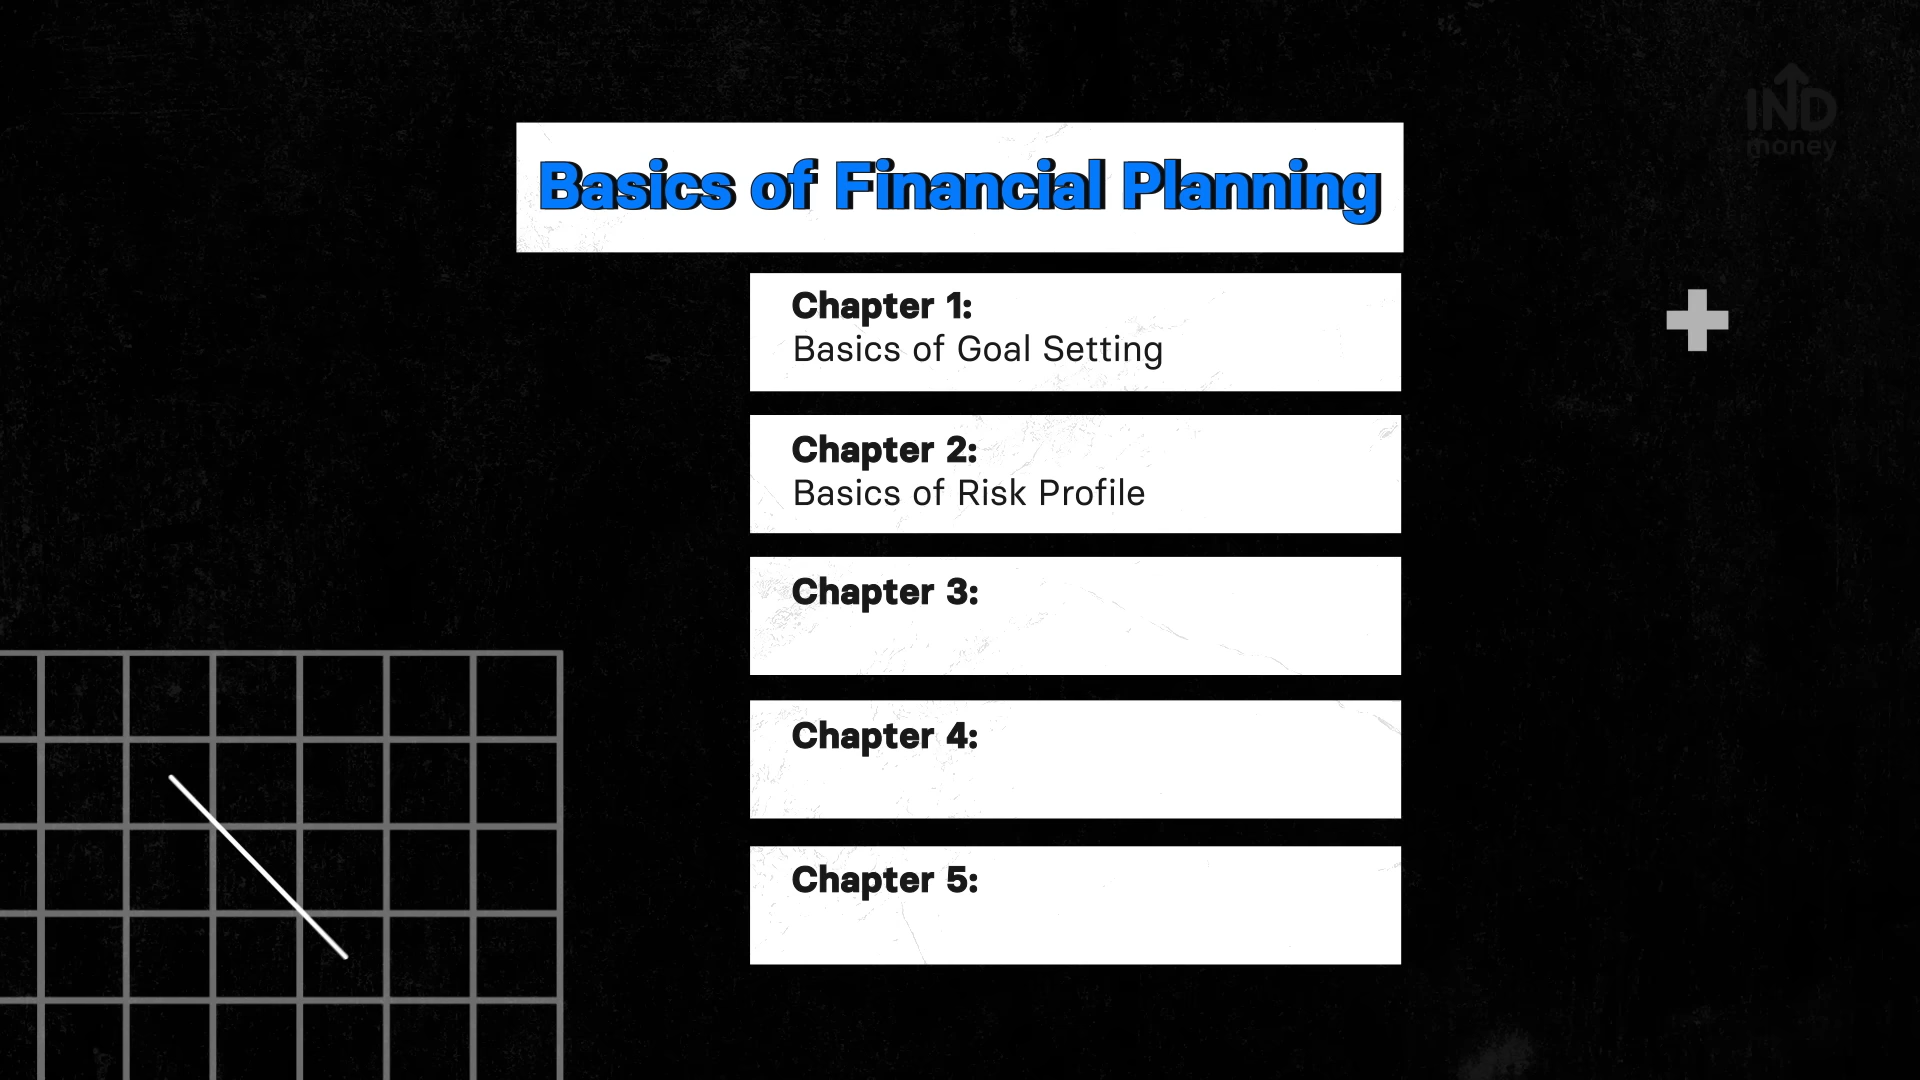 IND
money
Basics of Financial Planning
Chapter 1:
Basics of Goal Setting
Chapter 2:
Basics of Risk Profile
Chapter 3:
Chapter 4:
Chapter 5: